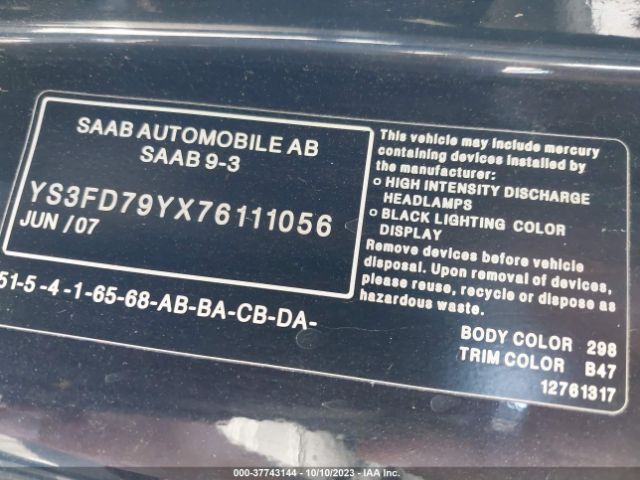 SAAB AUTOMOBILE AB
SAAB 9-3
YS3FD79YX76111056
JUN / 07
51-5-4-1-65-68-AB-BA-CB-DA-
This vehicle may include mercury
containing devices installed by
the manufacturer:
○ HIGH INTENSITY DISCHARGE
HEADLAMPS
○ BLACK LIGHTING COLOR
DISPLAY
Remove devices before vehicle
disposal. Upon removal of devices,
please reuse, recycle or dispose as
hazardous waste.
BODY COLOR 298
TRIM COLOR B47
12761317
000-37743144 - 10/10/2023 - IAA Inc.